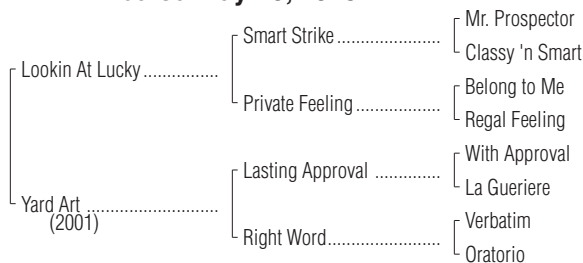 Mr. Prospector
Smart Strike
Classy 'n Smart
Lookin At Lucky
Belong to Me
Private Feeling
Regal Feeling
With Approval
Lasting Approval
La Gueriere
Yard Art
(2001)
Verbatim
Right Word
Oratorio